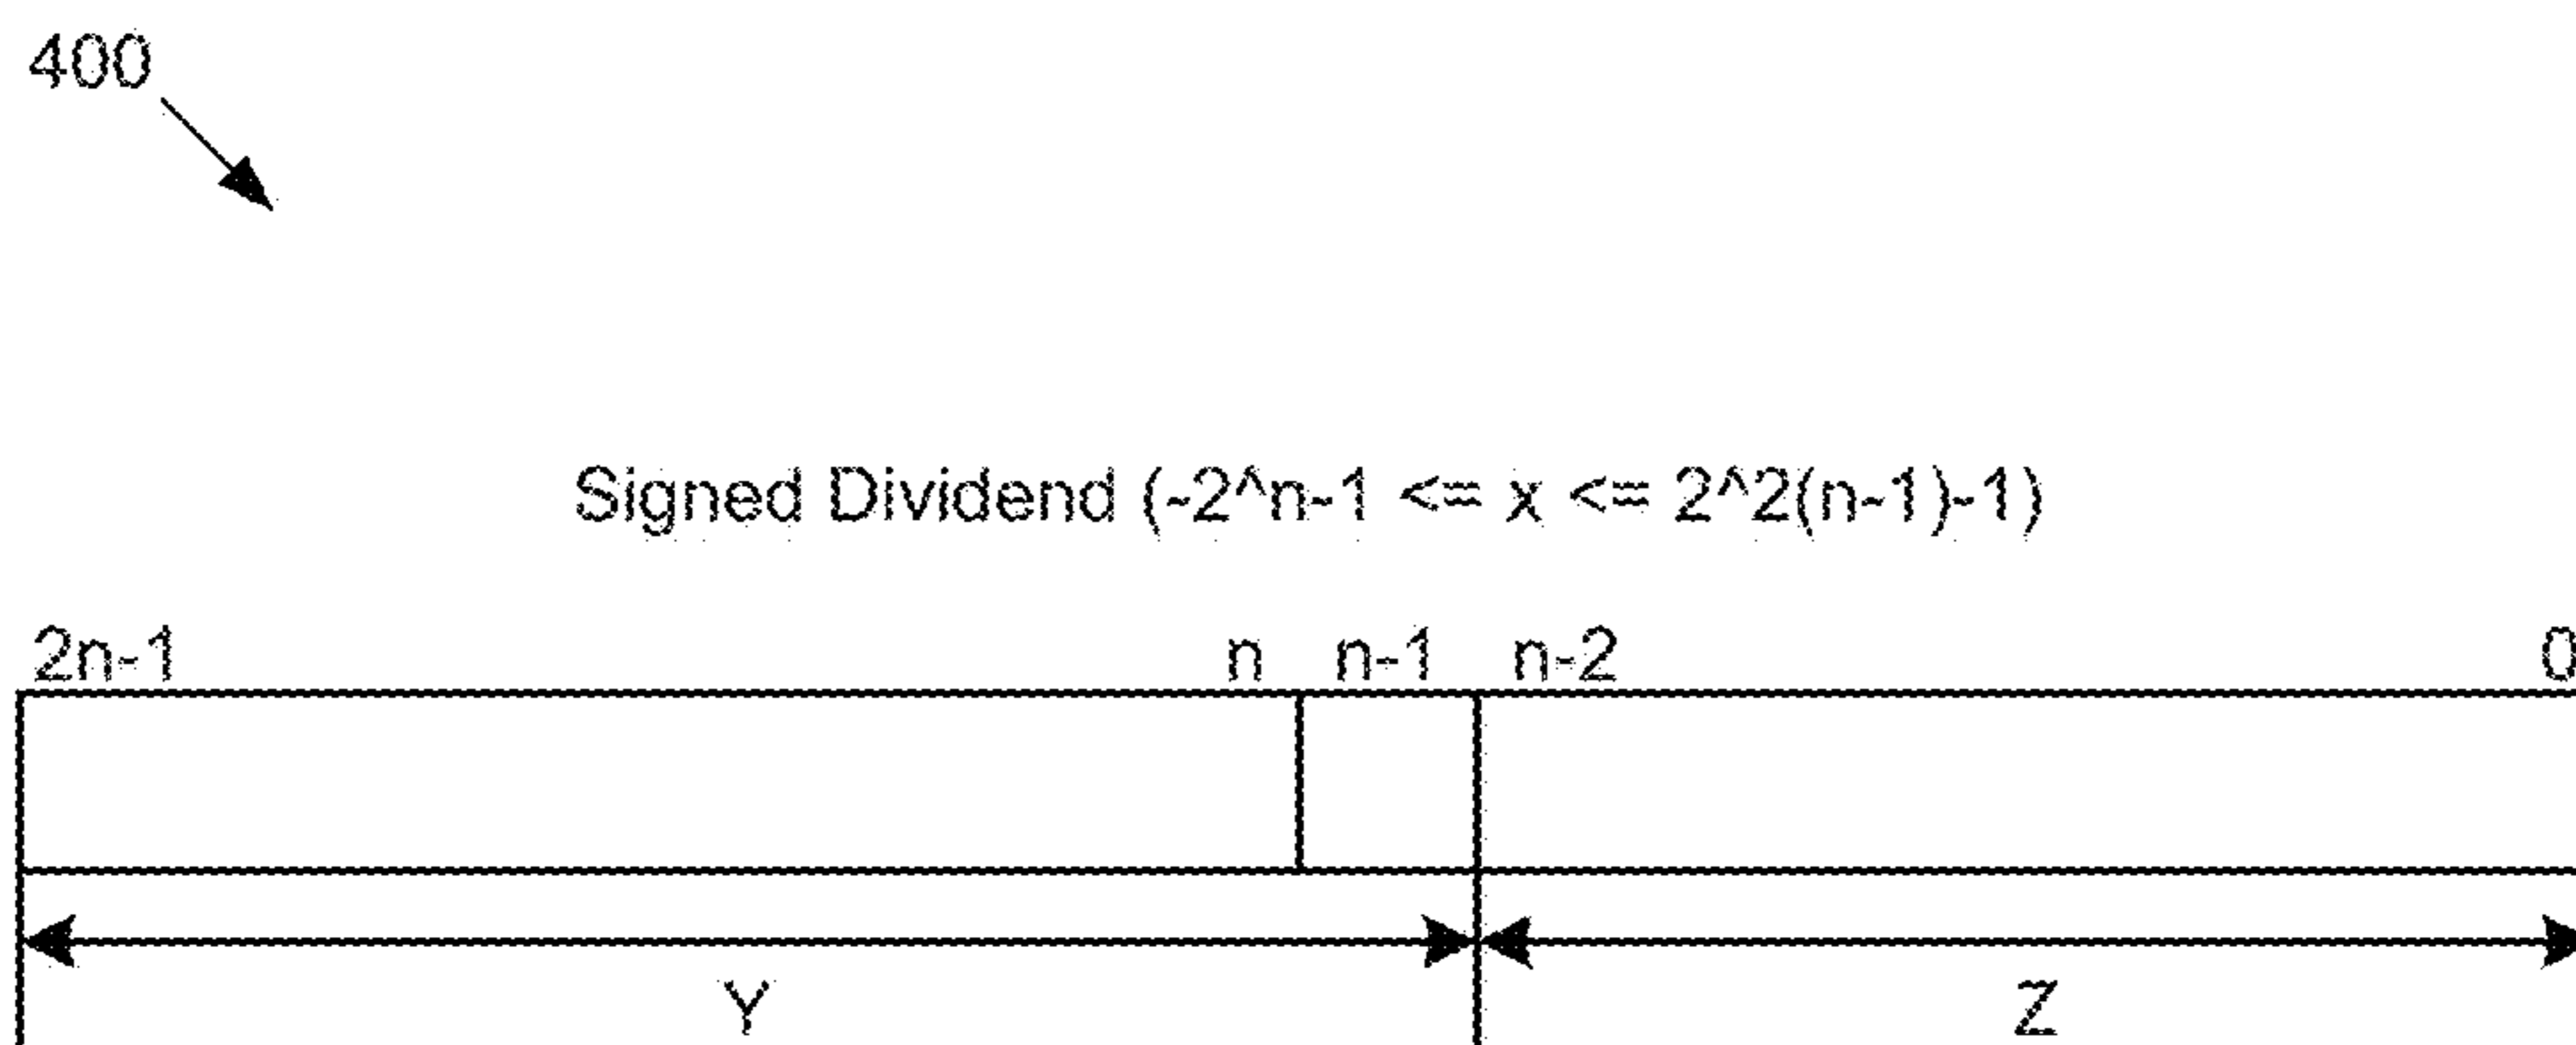 400
Signed Dividend (-2^n-1 <= x <= 2^2(n-1)-1)
2n-1 n n-1 n-2 0
Y Z